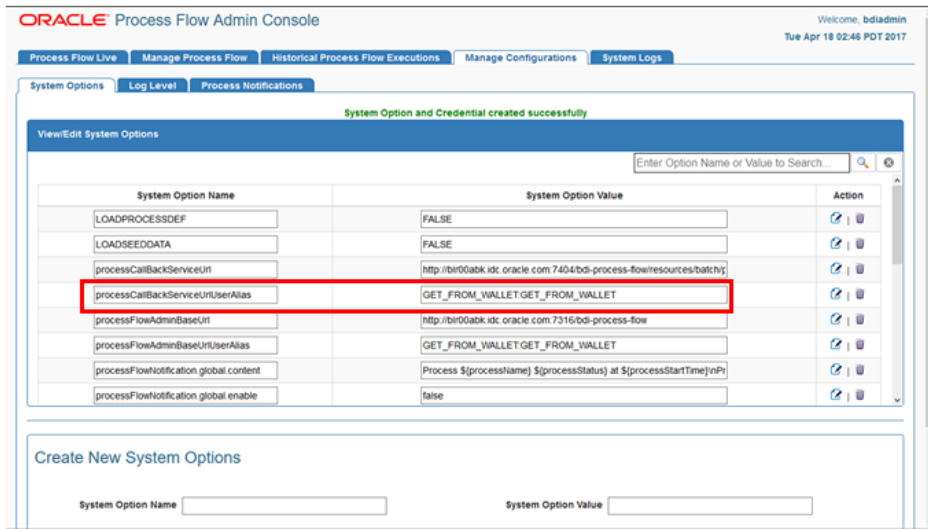 ORACLE® Process Flow Admin Console
Welcome, bdiadmin
Tue Apr 18 02:46 PDT 2017
Process Flow Live Manage Process Flow Historical Process Flow Executions Manage Configurations System Logs
System Options Log Level Process Notifications
System Option and Credential created successfully
View/Edit System Options
Enter Option Name or Value to Search...
System Option Name System Option Value Action
LOADPROCESSDEF FALSE |
LOADSEEDDATA FALSE |
processCallBackServiceUrl http://blr00abk.idc.oracle.com:7404/bdi-process-flow/resources/batch/p |
processCallBackServiceUrlUserAlias GET_FROM_WALLET:GET_FROM_WALLET |
processFlowAdminBaseUrl http://blr00abk.idc.oracle.com:7316/bdi-process-flow |
processFlowAdminBaseUrlUserAlias GET_FROM_WALLET:GET_FROM_WALLET |
processFlowNotification.global.content Process ${processName} ${processStatus} at ${processStartTime}\nPr |
processFlowNotification.global.enable false |
Create New System Options
System Option Name System Option Value